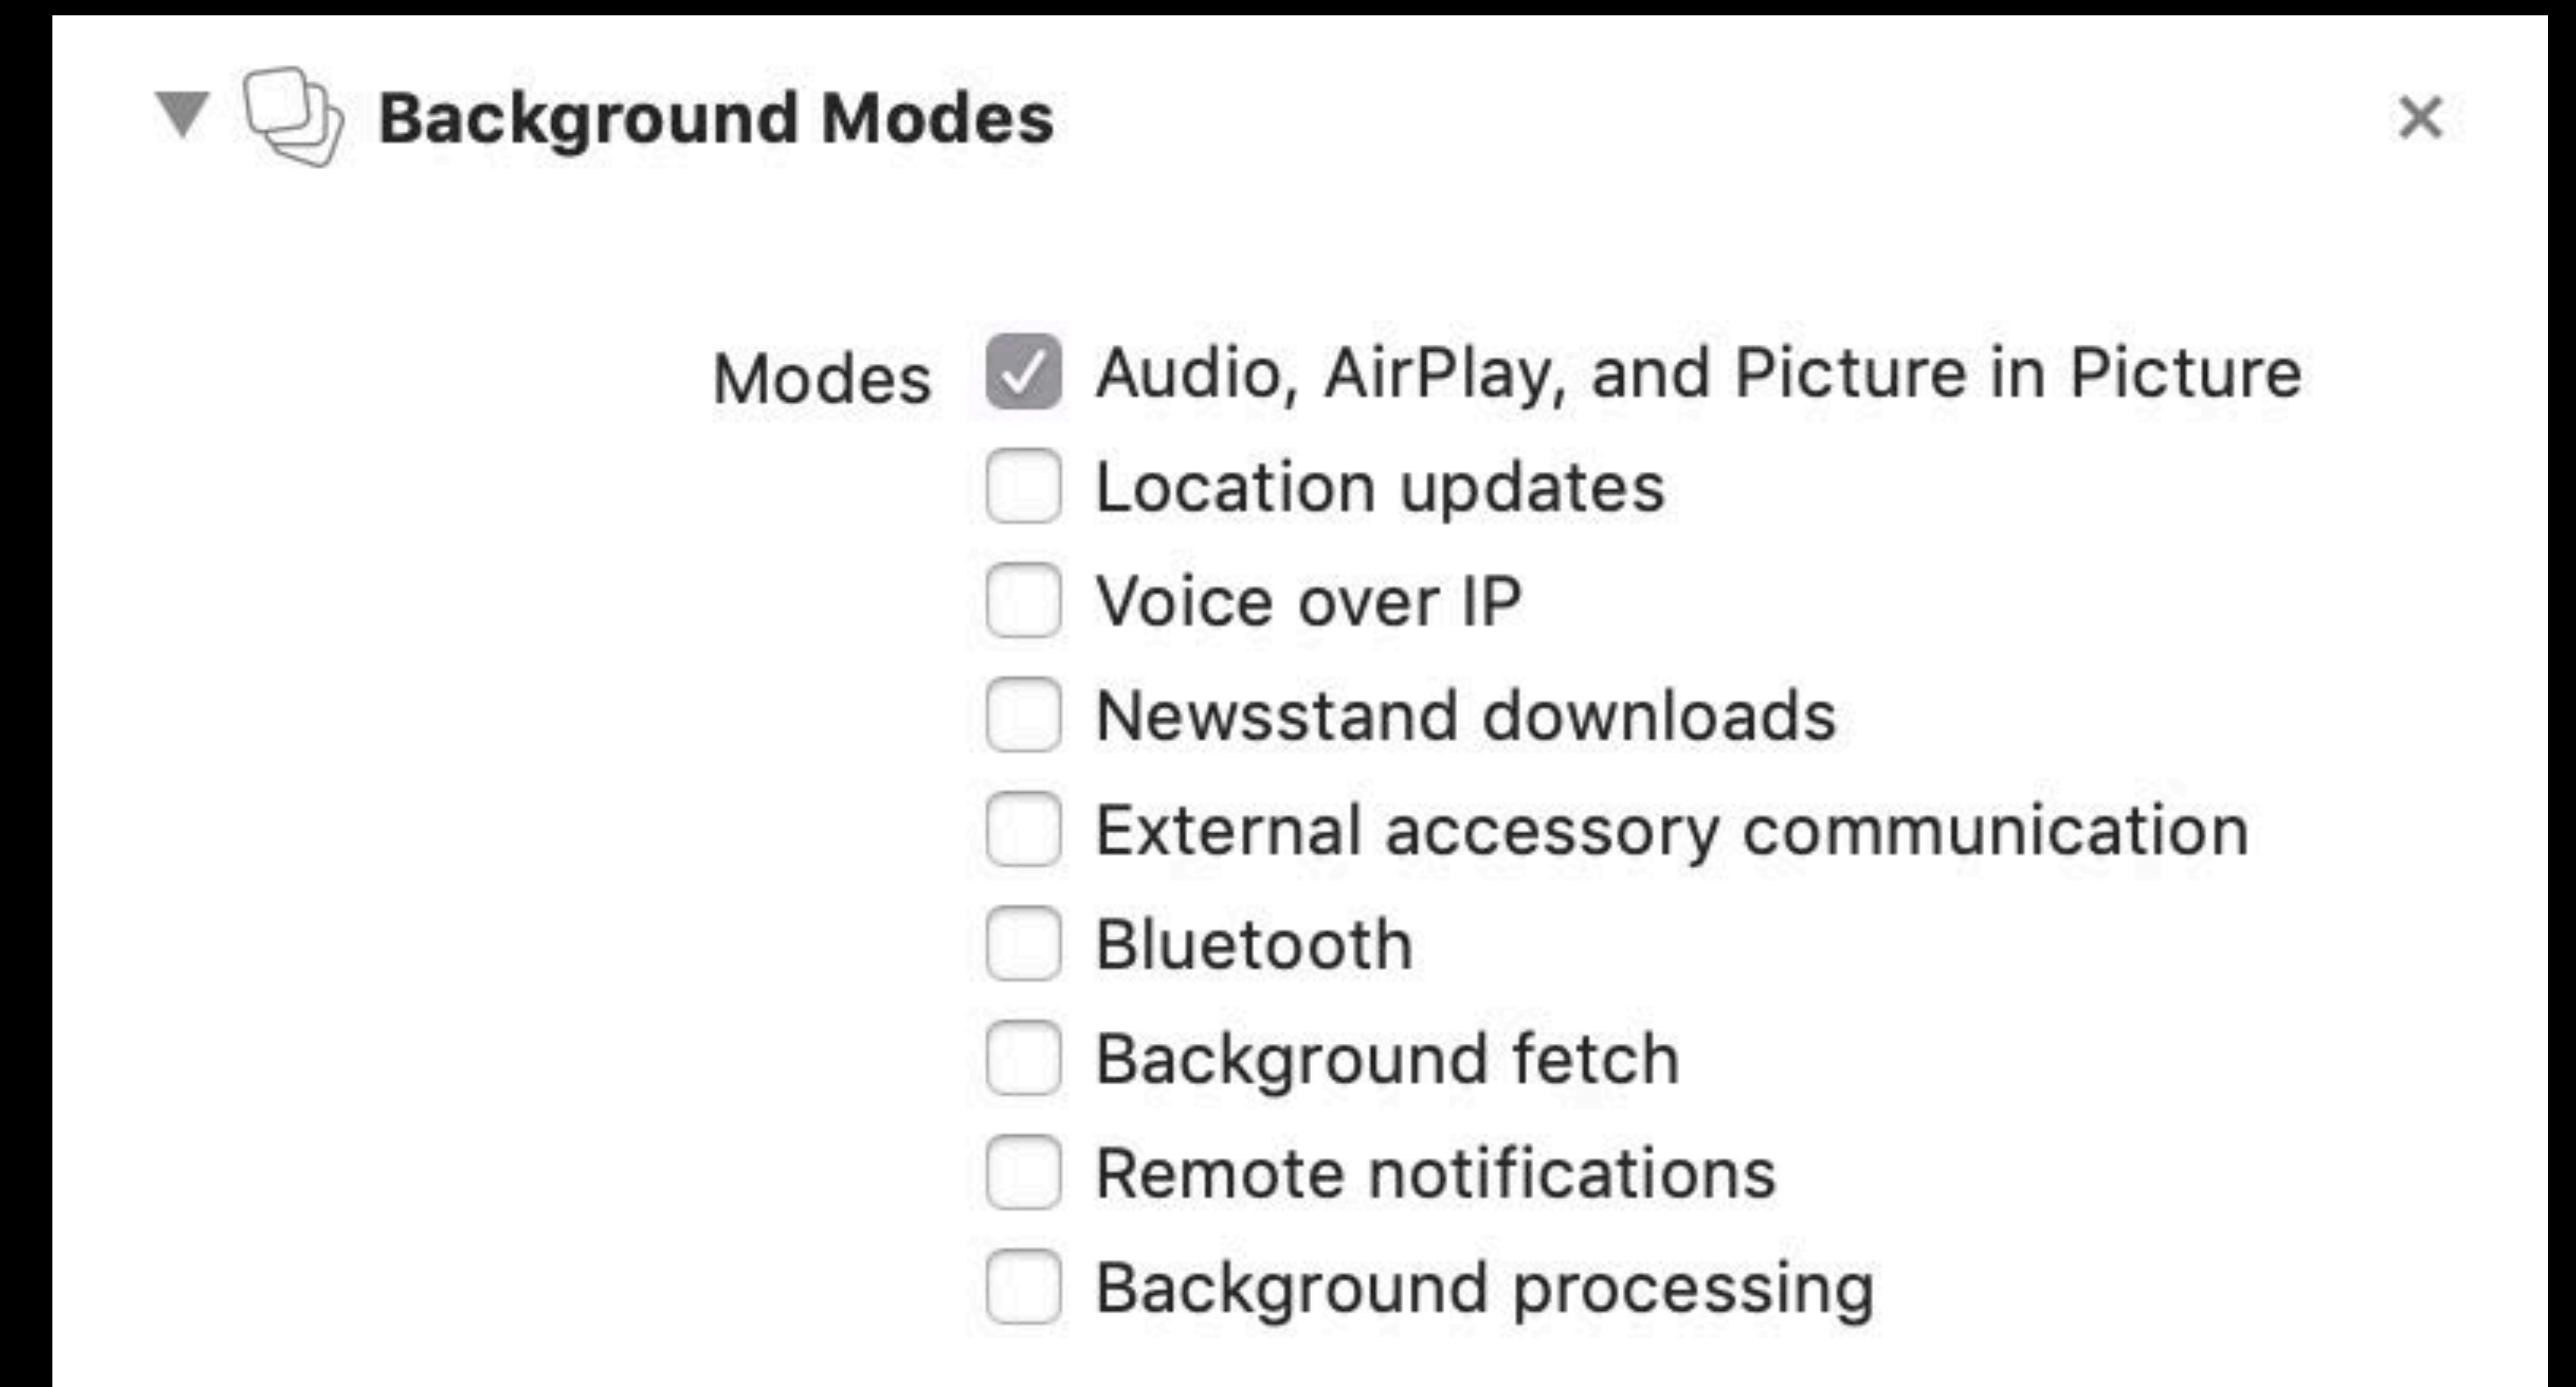 Background Modes
Modes Audio, AirPlay, and Picture in Picture
Location updates
Voice over IP
Newsstand downloads
External accessory communication
Bluetooth
Background fetch
Remote notifications
Background processing